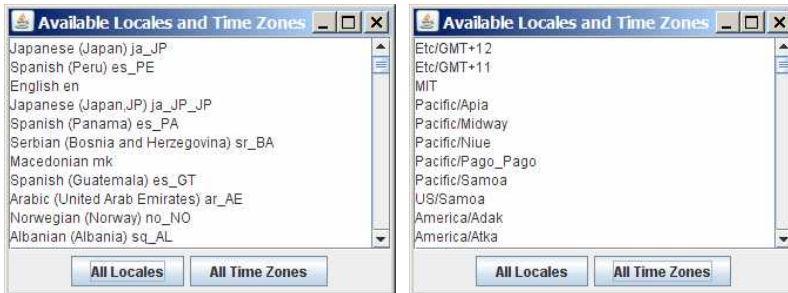 Available Locales and Time Zones
Japanese (Japan) ja_JP
Spanish (Peru) es_PE
English en
Japanese (Japan,JP) ja_JP_JP
Spanish (Panama) es_PA
Serbian (Bosnia and Herzegovina) sr_BA
Macedonian mk
Spanish (Guatemala) es_GT
Arabic (United Arab Emirates) ar_AE
Norwegian (Norway) no_NO
Albanian (Albania) sq_AL
All Locales
All Time Zones
Available Locales and Time Zones
Etc/GMT+12
Etc/GMT+11
MIT
Pacific/Apia
Pacific/Midway
Pacific/Niue
Pacific/Pago_Pago
Pacific/Samoa
US/Samoa
America/Adak
America/Atka
All Locales
All Time Zones